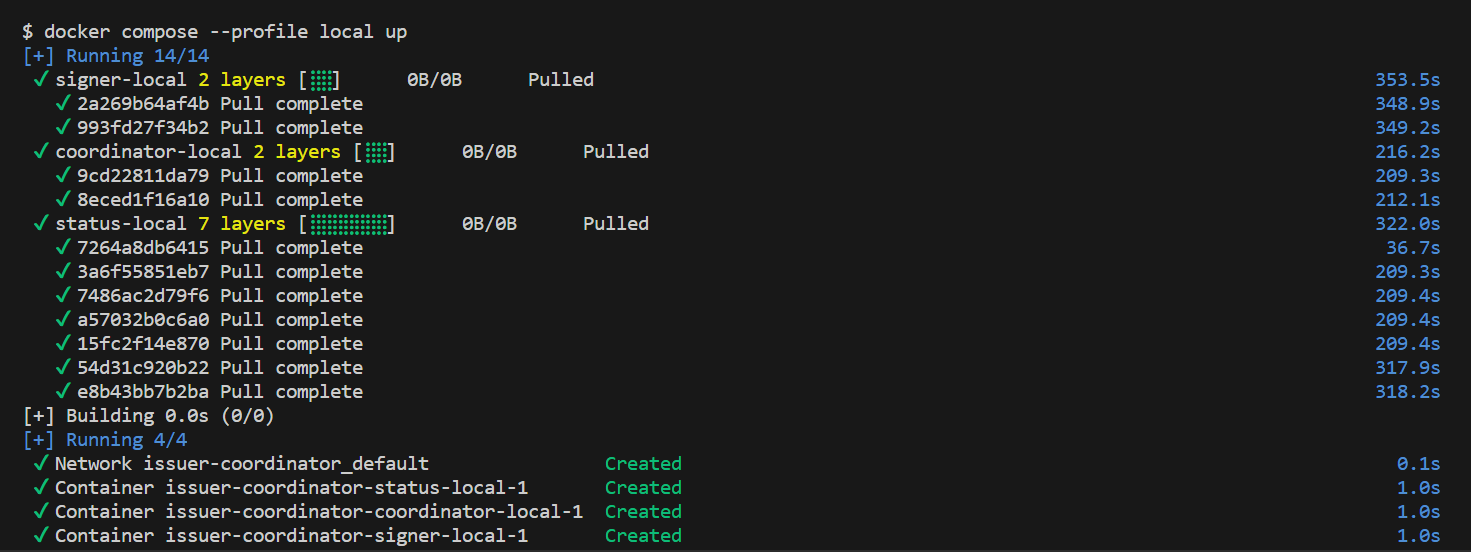 $ docker compose --profile local up
[+] Running 14/14
✓ signer-local 2 layers [⣿⣿] 0B/0B Pulled 353.5s
✓ 2a269b64af4b Pull complete 348.9s
✓ 993fd27f34b2 Pull complete 349.2s
✓ coordinator-local 2 layers [⣿⣿] 0B/0B Pulled 216.2s
✓ 9cd22811da79 Pull complete 209.3s
✓ 8eced1f16a10 Pull complete 212.1s
✓ status-local 7 layers [⣿⣿⣿⣿⣿⣿⣿] 0B/0B Pulled 322.0s
✓ 7264a8db6415 Pull complete 36.7s
✓ 3a6f55851eb7 Pull complete 209.3s
✓ 7486ac2d79f6 Pull complete 209.4s
✓ a57032b0c6a0 Pull complete 209.4s
✓ 15fc2f14e870 Pull complete 209.4s
✓ 54d31c920b22 Pull complete 317.9s
✓ e8b43bb7b2ba Pull complete 318.2s
[+] Building 0.0s (0/0)
[+] Running 4/4
✓ Network issuer-coordinator_default Created 0.1s
✓ Container issuer-coordinator-status-local-1 Created 1.0s
✓ Container issuer-coordinator-coordinator-local-1 Created 1.0s
✓ Container issuer-coordinator-signer-local-1 Created 1.0s